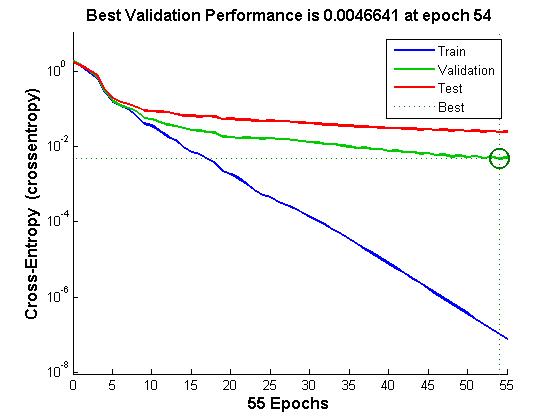 Best Validation Performance is 0.0046641 at epoch 54
Train
Validation
Test
Best
Cross-Entropy (crossentropy)
10^0
10^-2
10^-4
10^-6
10^-8
0 5 10 15 20 25 30 35 40 45 50 55
55 Epochs